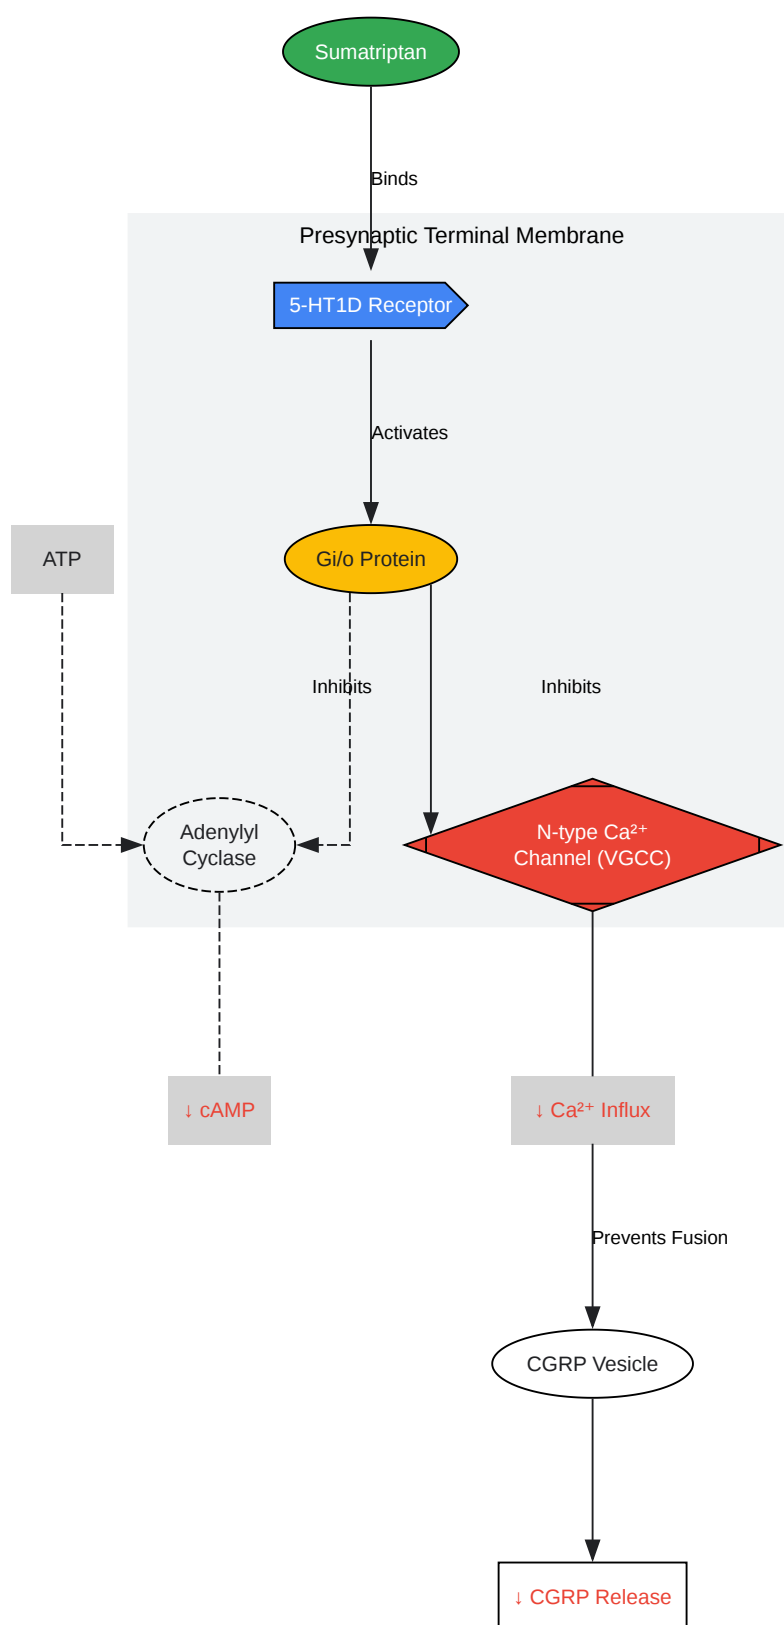 Sumatriptan
Binds
Presynaptic Terminal Membrane
5-HT1D Receptor
Activates
ATP
Gi/o Protein
Inhibits
Inhibits
Adenylyl
Cyclase
N-type Ca²⁺
Channel (VGCC)
↓ cAMP
↓ Ca²⁺ Influx
Prevents Fusion
CGRP Vesicle
↓ CGRP Release